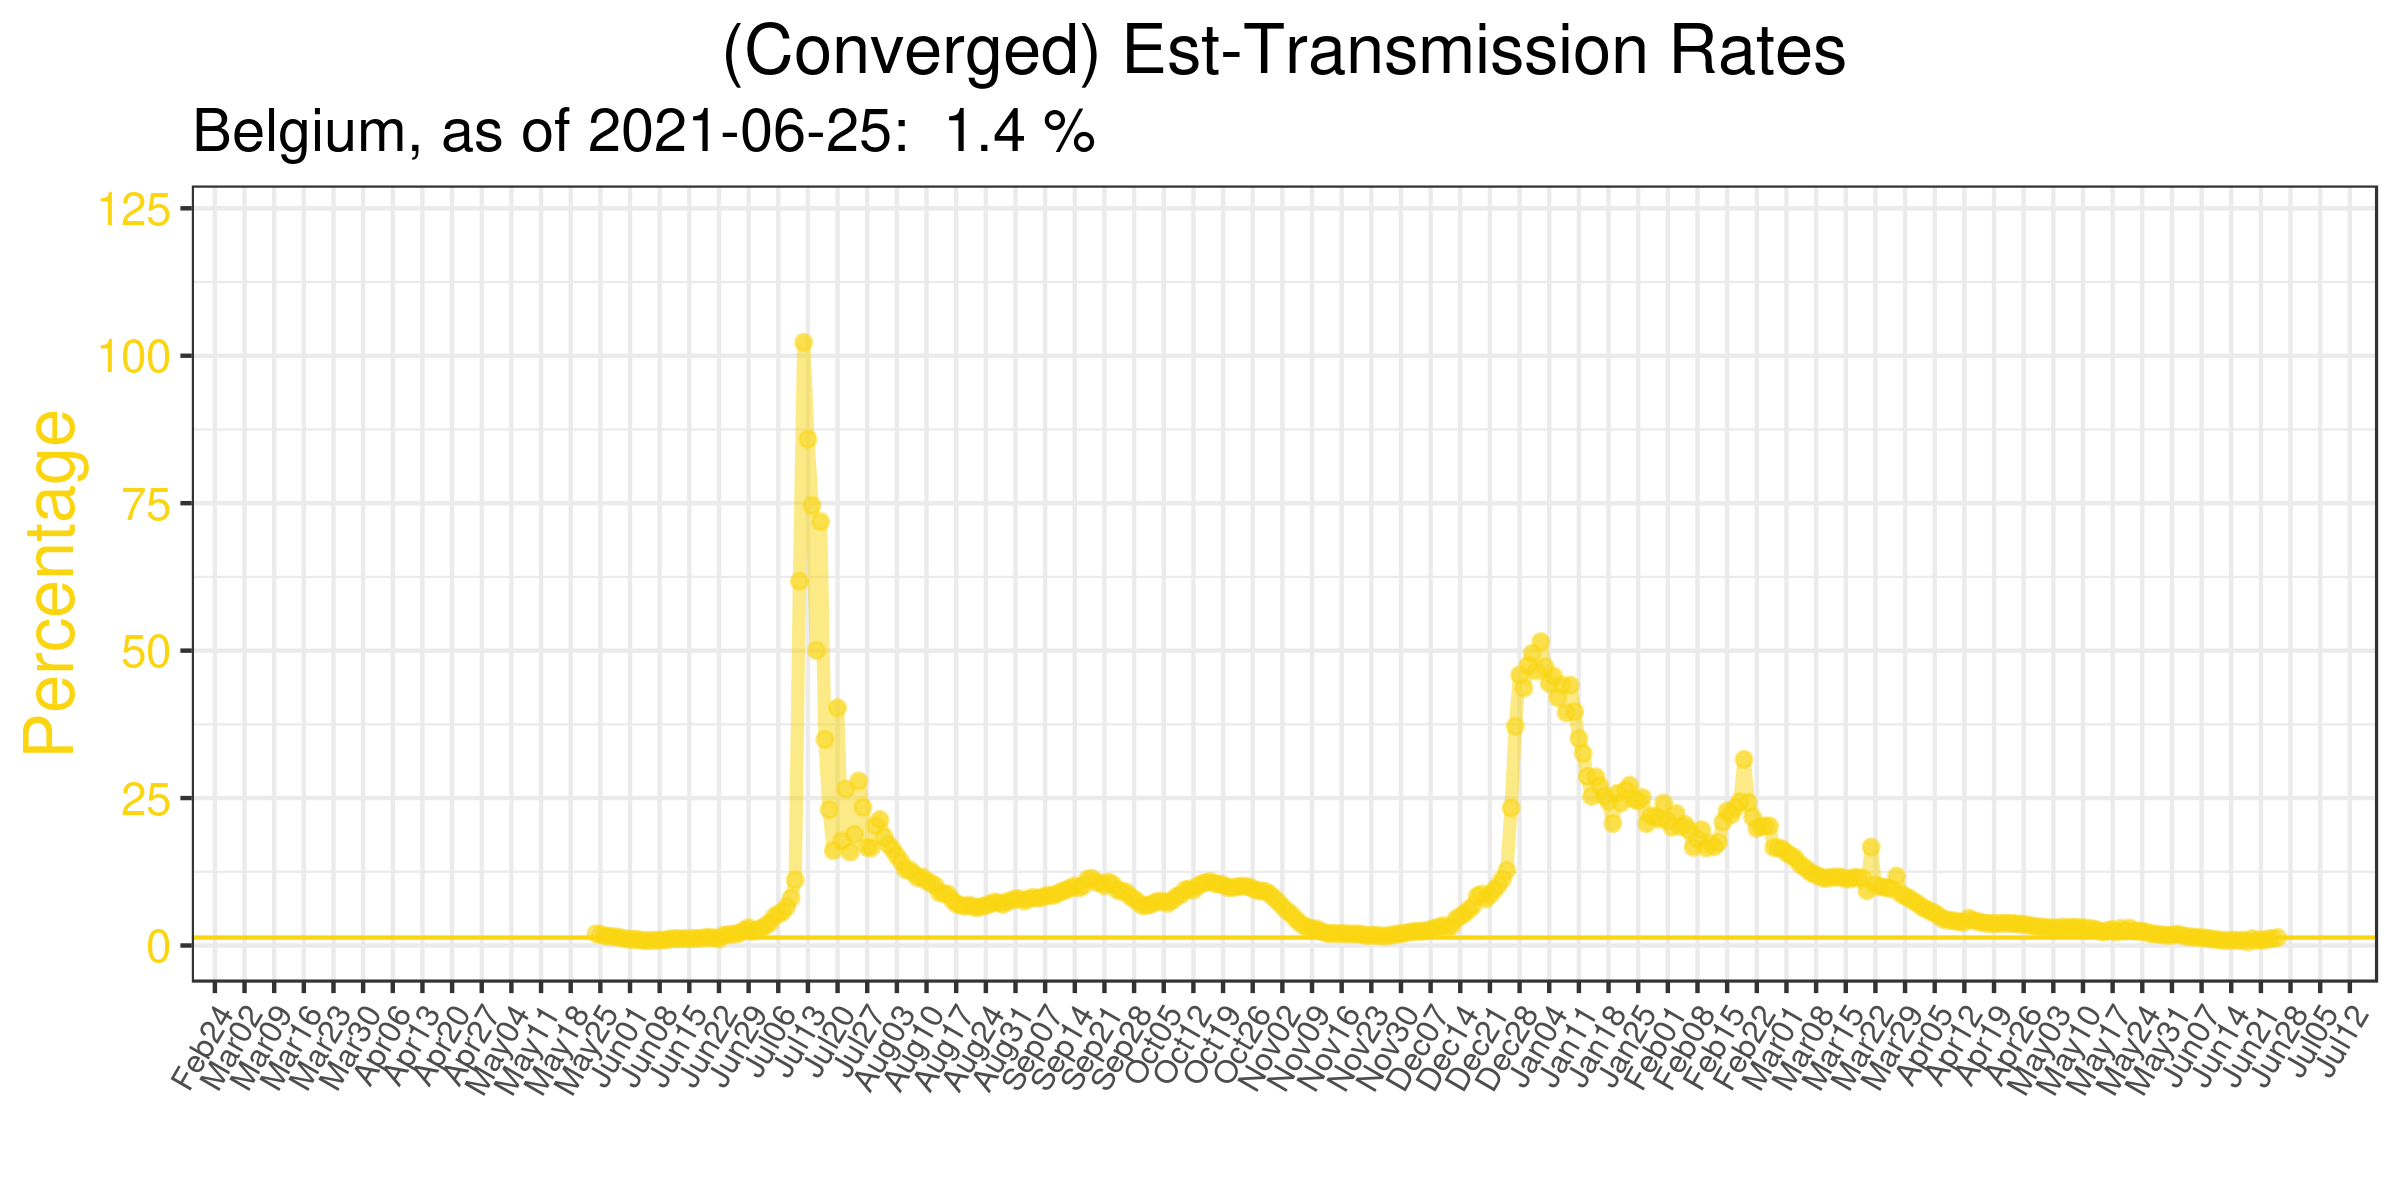 (Converged) Est-Transmission Rates
Belgium, as of 2021-06-25:  1.4 %
Percentage
125
100
75
50
25
0
Feb24
Mar02
Mar09
Mar16
Mar23
Mar30
Apr06
Apr13
Apr20
Apr27
May04
May11
May18
May25
Jun01
Jun08
Jun15
Jun22
Jun29
Jul06
Jul13
Jul20
Jul27
Aug03
Aug10
Aug17
Aug24
Aug31
Sep07
Sep14
Sep21
Sep28
Oct05
Oct12
Oct19
Oct26
Nov02
Nov09
Nov16
Nov23
Nov30
Dec07
Dec14
Dec21
Dec28
Jan04
Jan11
Jan18
Jan25
Feb01
Feb08
Feb15
Feb22
Mar01
Mar08
Mar15
Mar22
Mar29
Apr05
Apr12
Apr19
Apr26
May03
May10
May17
May24
May31
Jun07
Jun14
Jun21
Jun28
Jul05
Jul12